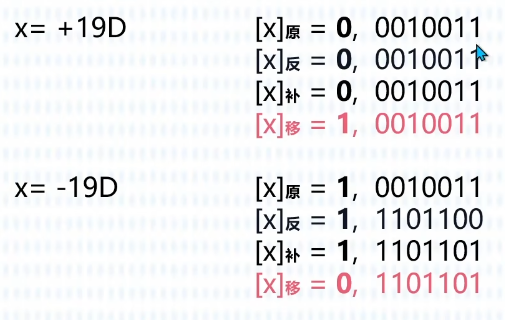 x= +19D [x]原 = 0, 0010011
[x]反 = 0, 0010011
[x]补 = 0, 0010011
[x]移 = 1, 0010011
x= -19D [x]原 = 1, 0010011
[x]反 = 1, 1101100
[x]补 = 1, 1101101
[x]移 = 0, 1101101